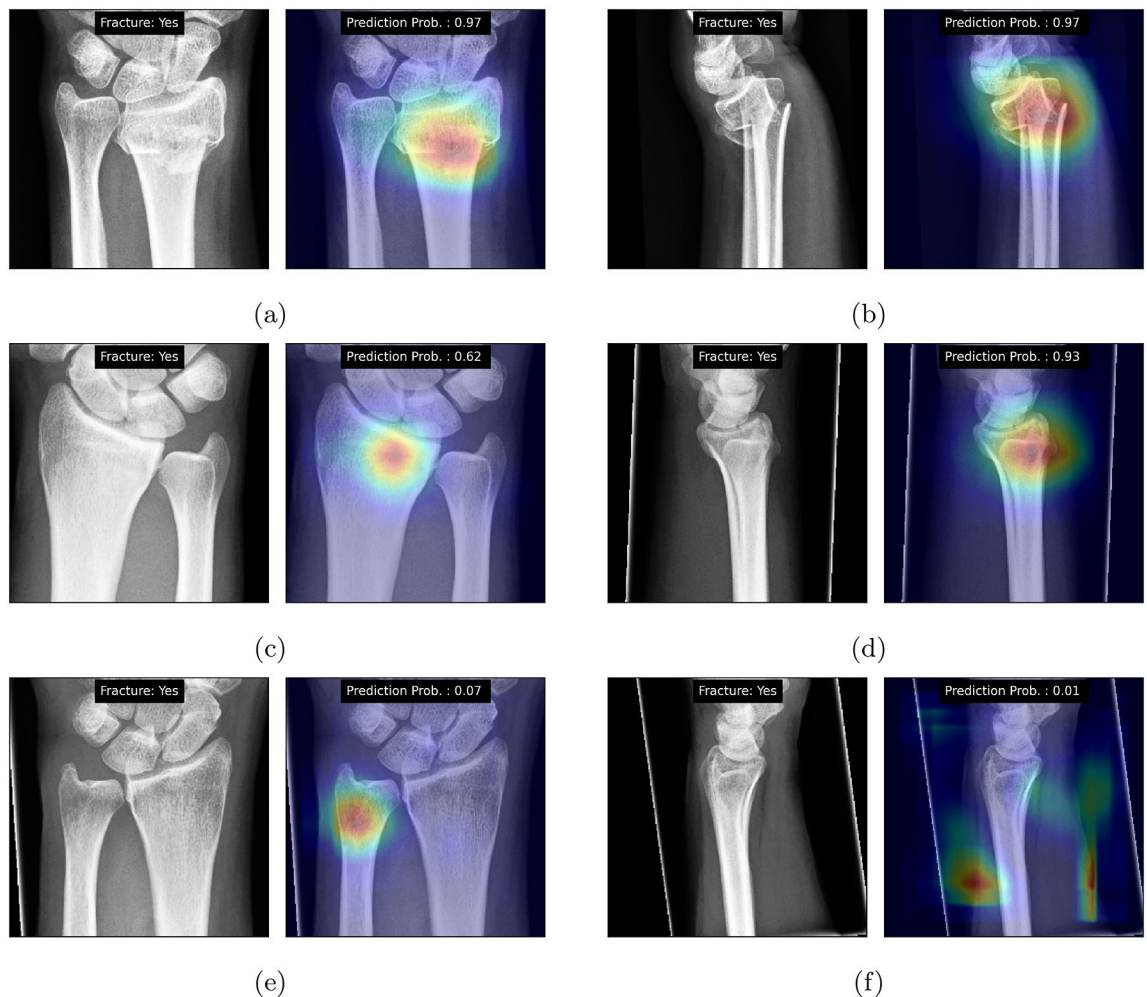 Fracture: Yes
Prediction Prob. : 0.97
Fracture: Yes
Prediction Prob. : 0.97
(a)
(b)
Fracture: Yes
Prediction Prob. : 0.62
Fracture: Yes
Prediction Prob. : 0.93
(c)
(d)
Fracture: Yes
Prediction Prob. : 0.07
Fracture: Yes
Prediction Prob. : 0.01
(e)
(f)